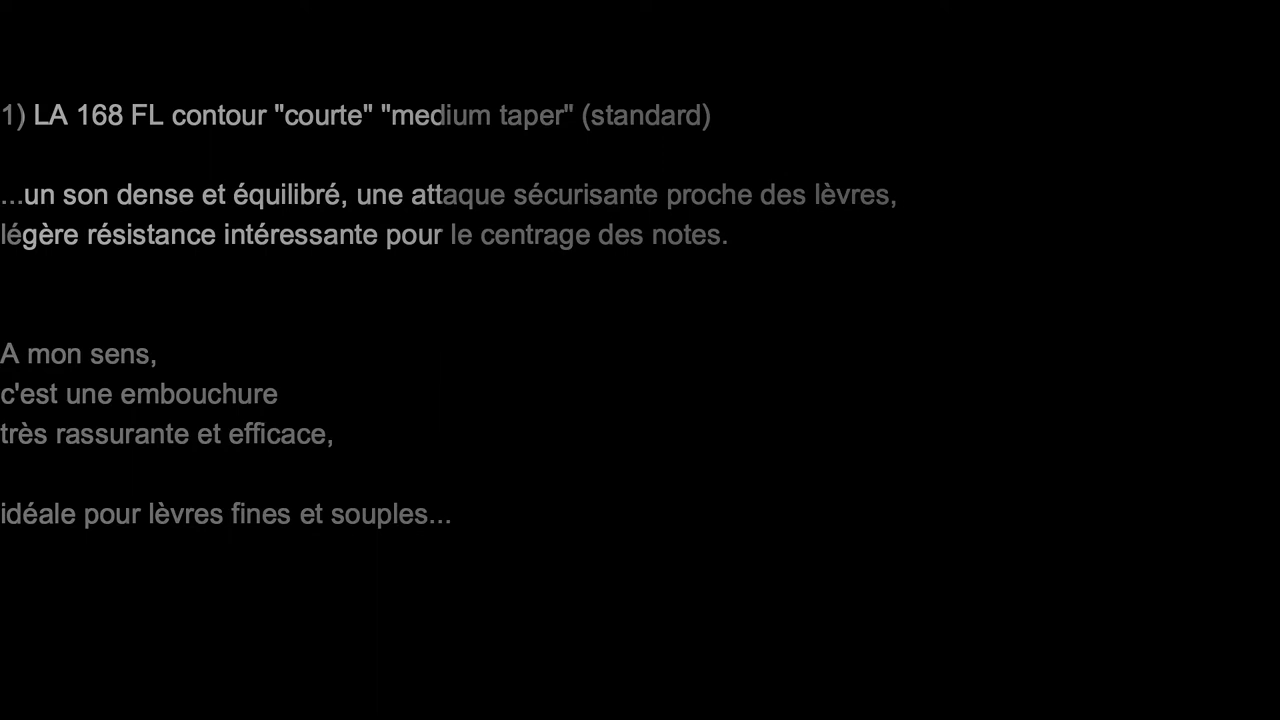 1) LA 168 FL contour "courte" "medium taper" (standard)
...un son dense et équilibré, une attaque sécurisante proche des lèvres,
légère résistance intéressante pour le centrage des notes.
A mon sens,
c'est une embouchure
très rassurante et efficace,
idéale pour lèvres fines et souples...